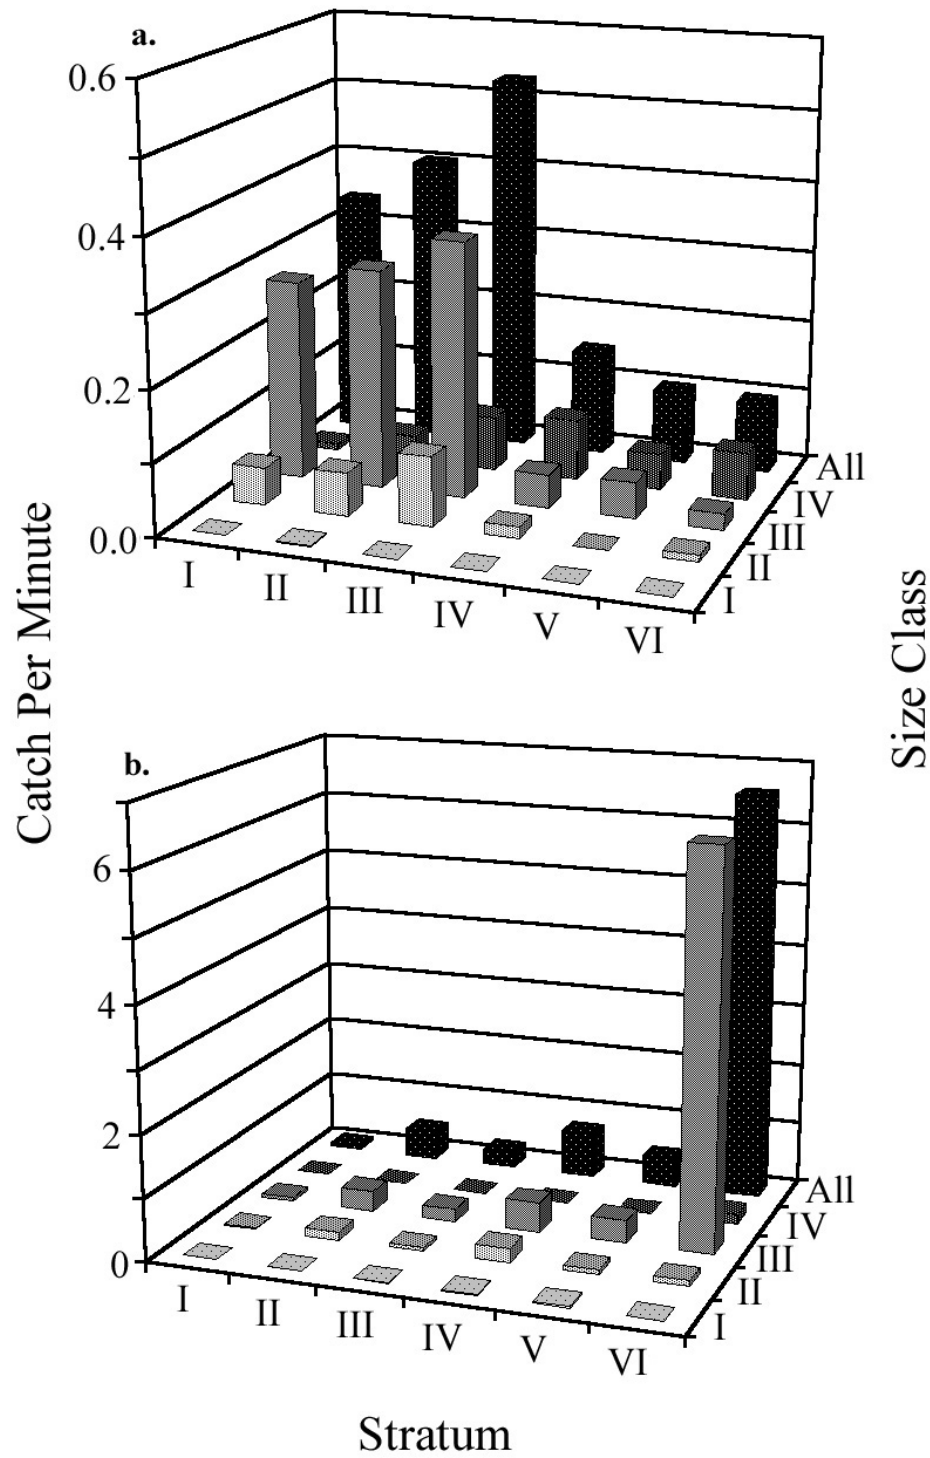 a.
0.6
0.4
0.2
0.0
I
II
III
IV
V
VI
I
II
III
IV
All
Catch Per Minute
Size Class
b.
6
4
2
0
I
II
III
IV
V
VI
I
II
III
IV
All
Stratum